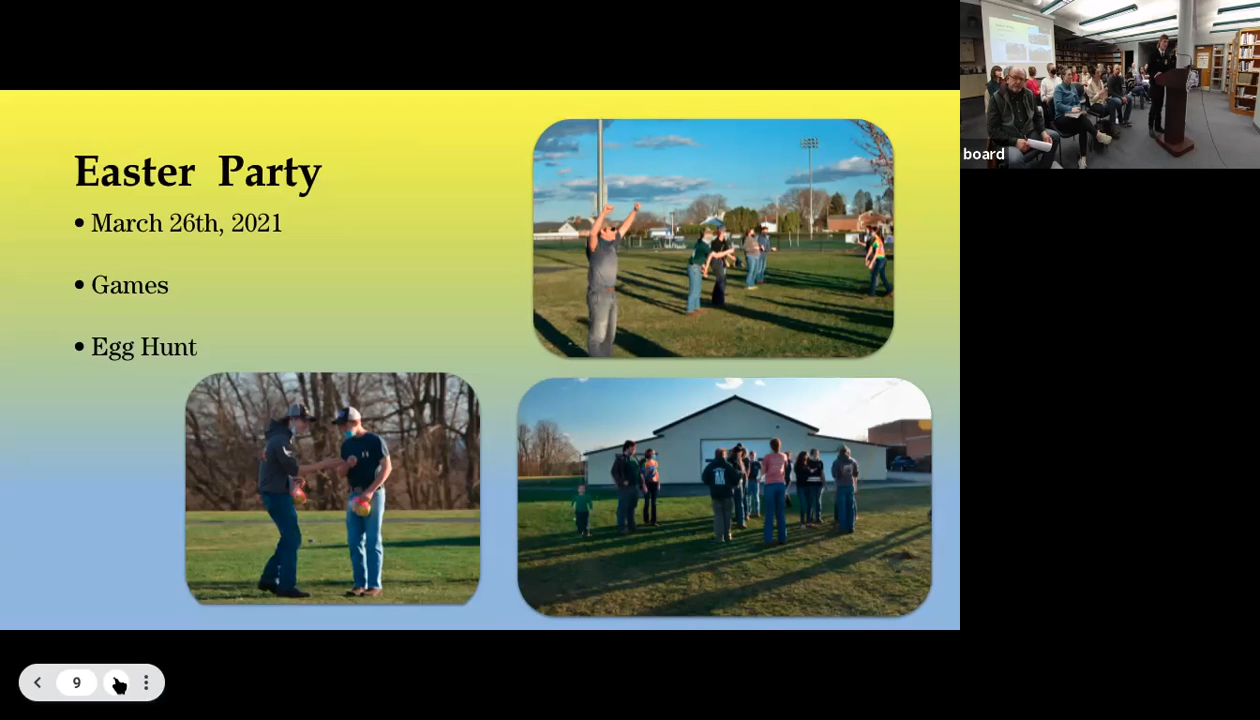 Easter Party
• March 26th, 2021
• Games
• Egg Hunt
board
9